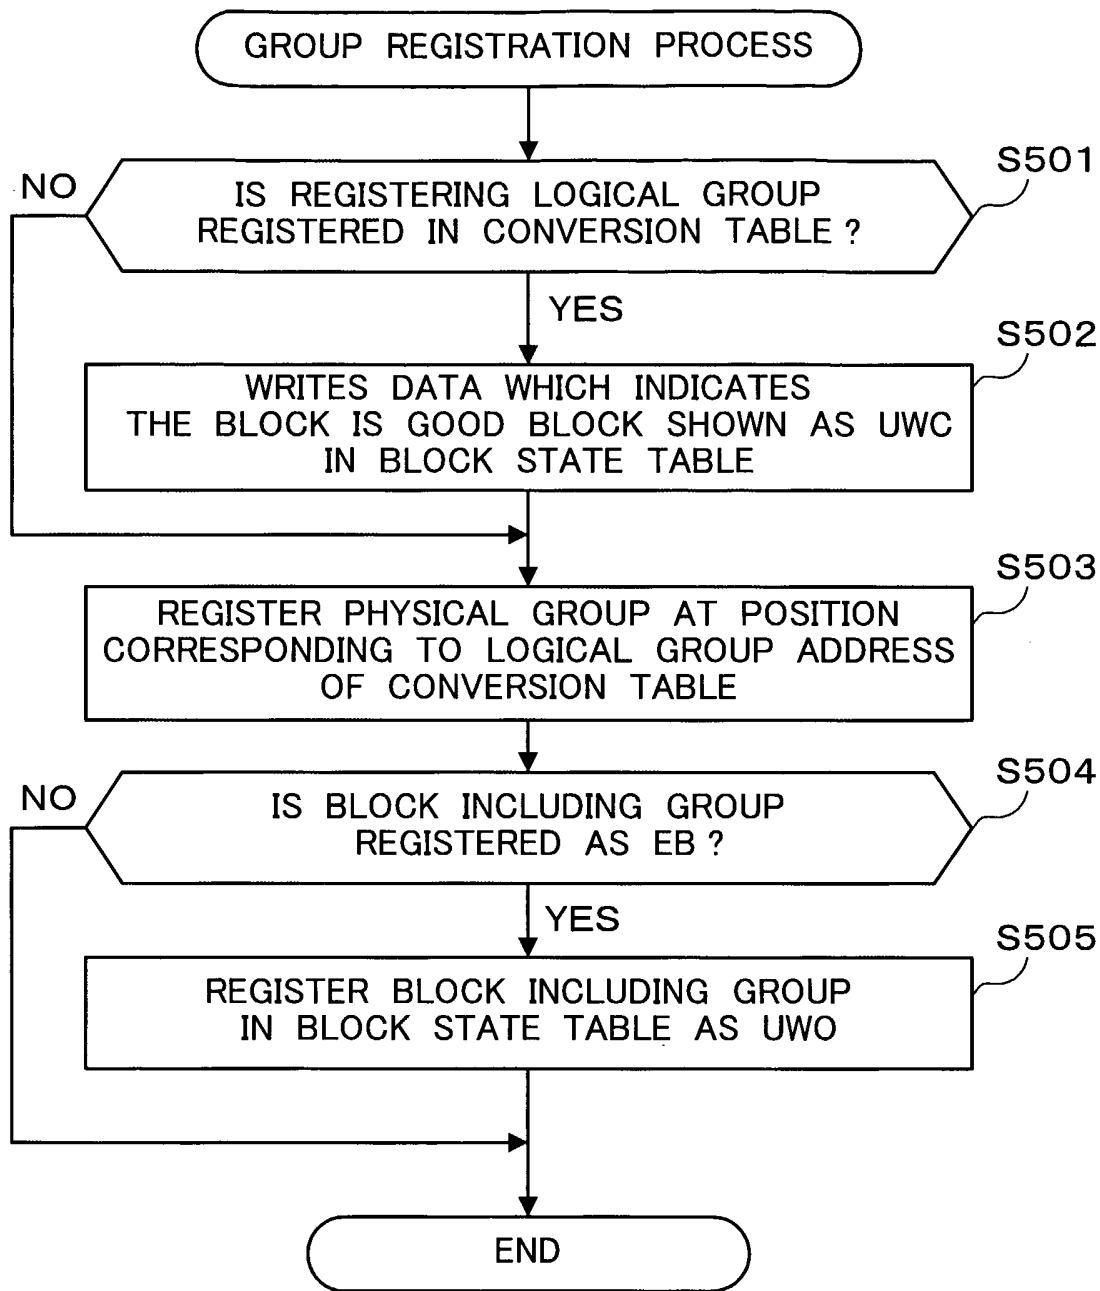 GROUP REGISTRATION PROCESS
S501
NO
IS REGISTERING LOGICAL GROUP
REGISTERED IN CONVERSION TABLE ?
YES
S502
WRITES DATA WHICH INDICATES
THE BLOCK IS GOOD BLOCK SHOWN AS UWC
IN BLOCK STATE TABLE
S503
REGISTER PHYSICAL GROUP AT POSITION
CORRESPONDING TO LOGICAL GROUP ADDRESS
OF CONVERSION TABLE
S504
NO
IS BLOCK INCLUDING GROUP
REGISTERED AS EB ?
YES
S505
REGISTER BLOCK INCLUDING GROUP
IN BLOCK STATE TABLE AS UWO
END